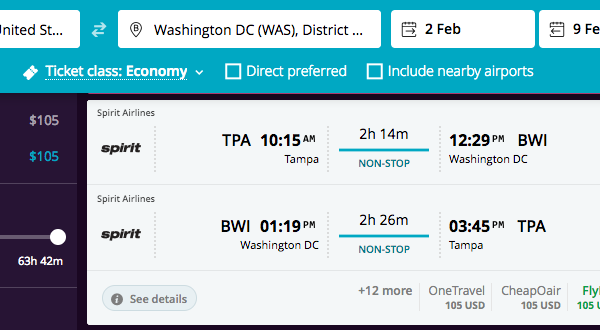 nited St...
B
Washington DC (WAS), District ...
2 Feb
9 Fe
Ticket class: Economy
Direct preferred
Include nearby airports
$105
$105
63h 42m
Spirit Airlines
spirit
TPA 10:15 AM
Tampa
2h 14m
NON-STOP
12:29 PM BWI
Washington DC
Spirit Airlines
spirit
BWI 01:19 PM
Washington DC
2h 26m
NON-STOP
03:45 PM TPA
Tampa
i See details
+12 more
OneTravel
105 USD
CheapOair
105 USD
Fly
105 U